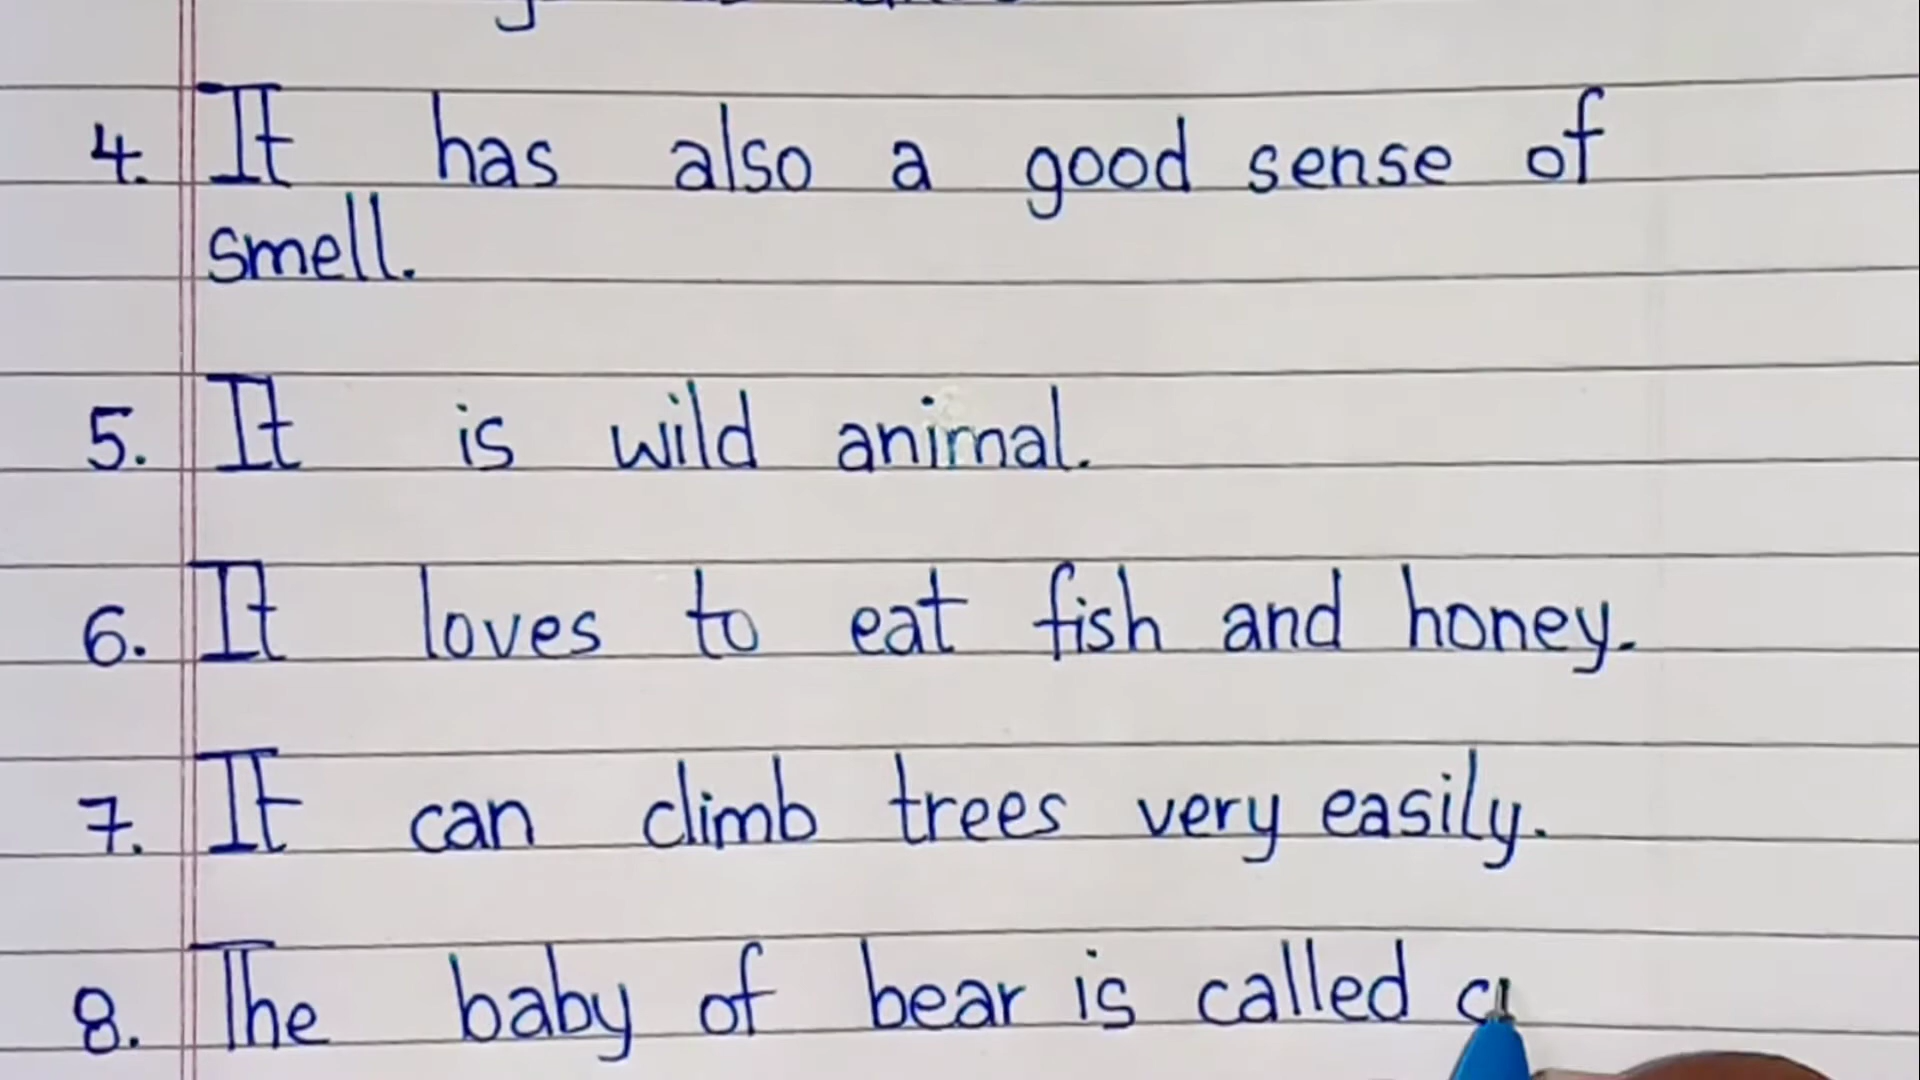 4. It has also a good sense of
smell.
5. It is wild animal.
6. It loves to eat fish and honey.
7. It can climb trees very easily.
8. The baby of bear is called